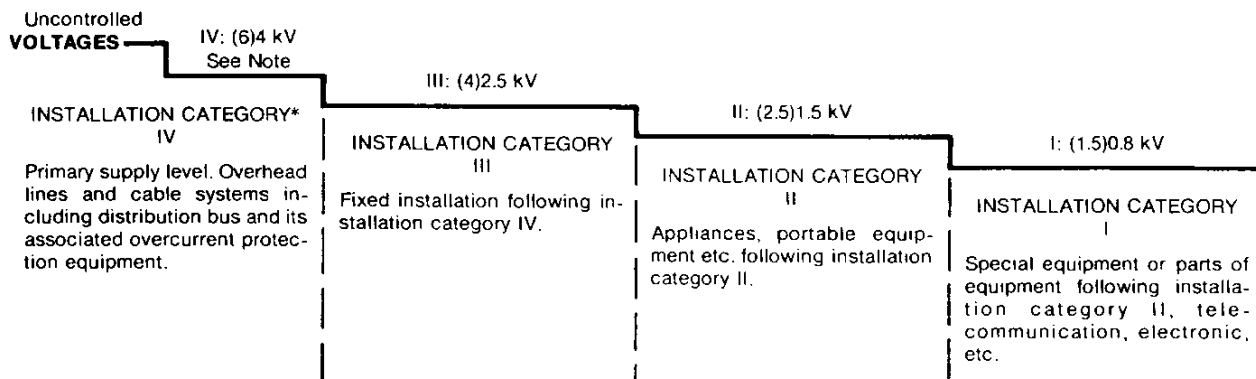 Uncontrolled
VOLTAGES
IV: (6)4 kV
See Note
III: (4)2.5 kV
II: (2.5)1.5 kV
I: (1.5)0.8 kV
INSTALLATION CATEGORY*
IV
Primary supply level. Overhead
lines and cable systems in-
cluding distribution bus and its
associated overcurrent protec-
tion equipment.
INSTALLATION CATEGORY
III
Fixed installation following in-
stallation category IV.
INSTALLATION CATEGORY
II
Appliances, portable equip-
ment etc. following installation
category II.
INSTALLATION CATEGORY
I
Special equipment or parts of
equipment following installa-
tion category II, tele-
communication, electronic,
etc.